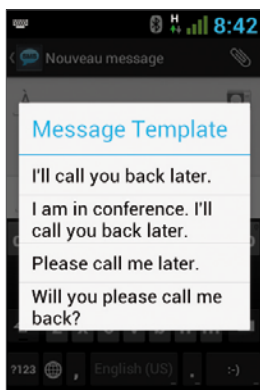 H 8:42
Nouveau message
À
Message Template
I'll call you back later.
I am in conference. I'll
call you back later.
Please call me later.
Will you please call me
back?
?123 , English (US) . :-)